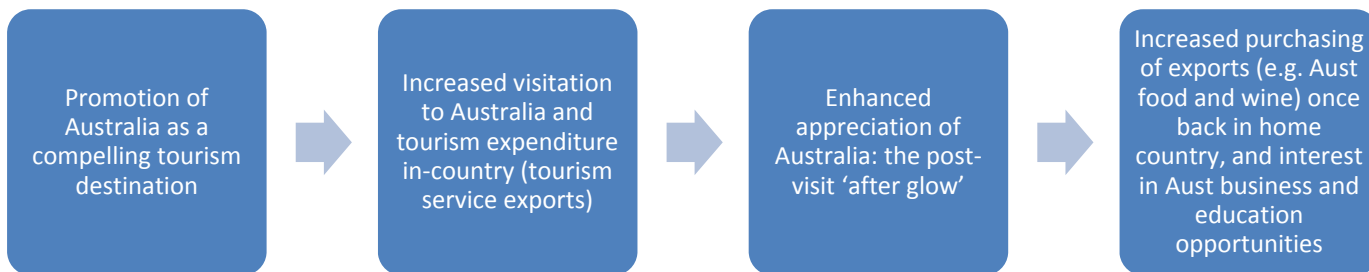 Promotion of
Australia as a
compelling tourism
destination
Increased visitation
to Australia and
tourism expenditure
in-country (tourism
service exports)
Enhanced
appreciation of
Australia: the post-
visit ‘after glow’
Increased purchasing
of exports (e.g. Aust
food and wine) once
back in home
country, and interest
in Aust business and
education
opportunities